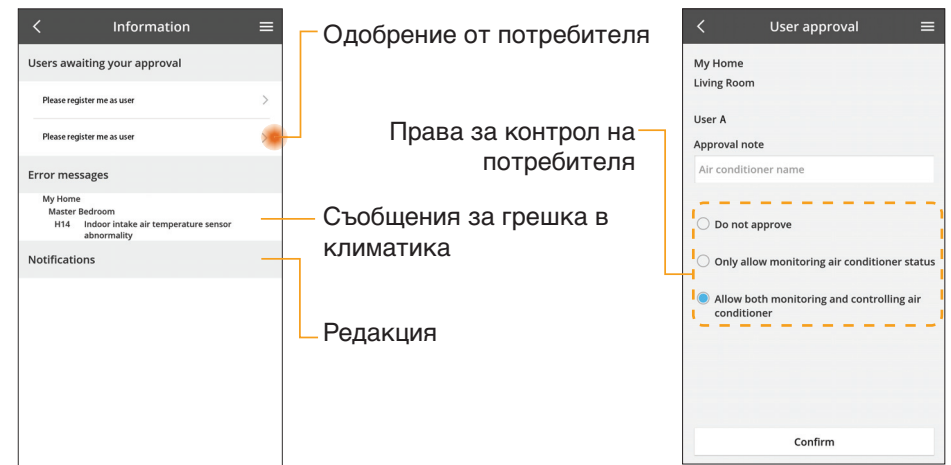 Information
Users awaiting your approval
Please register me as user
Please register me as user
Error messages
My Home
Master Bedroom
H14 Indoor intake air temperature sensor
abnormality
Notifications
Одобрение от потребителя
Права за контрол на
потребителя
Съобщения за грешка в
климатика
Редакция
User approval
My Home
Living Room
User A
Approval note
Air conditioner name
Do not approve
Only allow monitoring air conditioner status
Allow both monitoring and controlling air
conditioner
Confirm